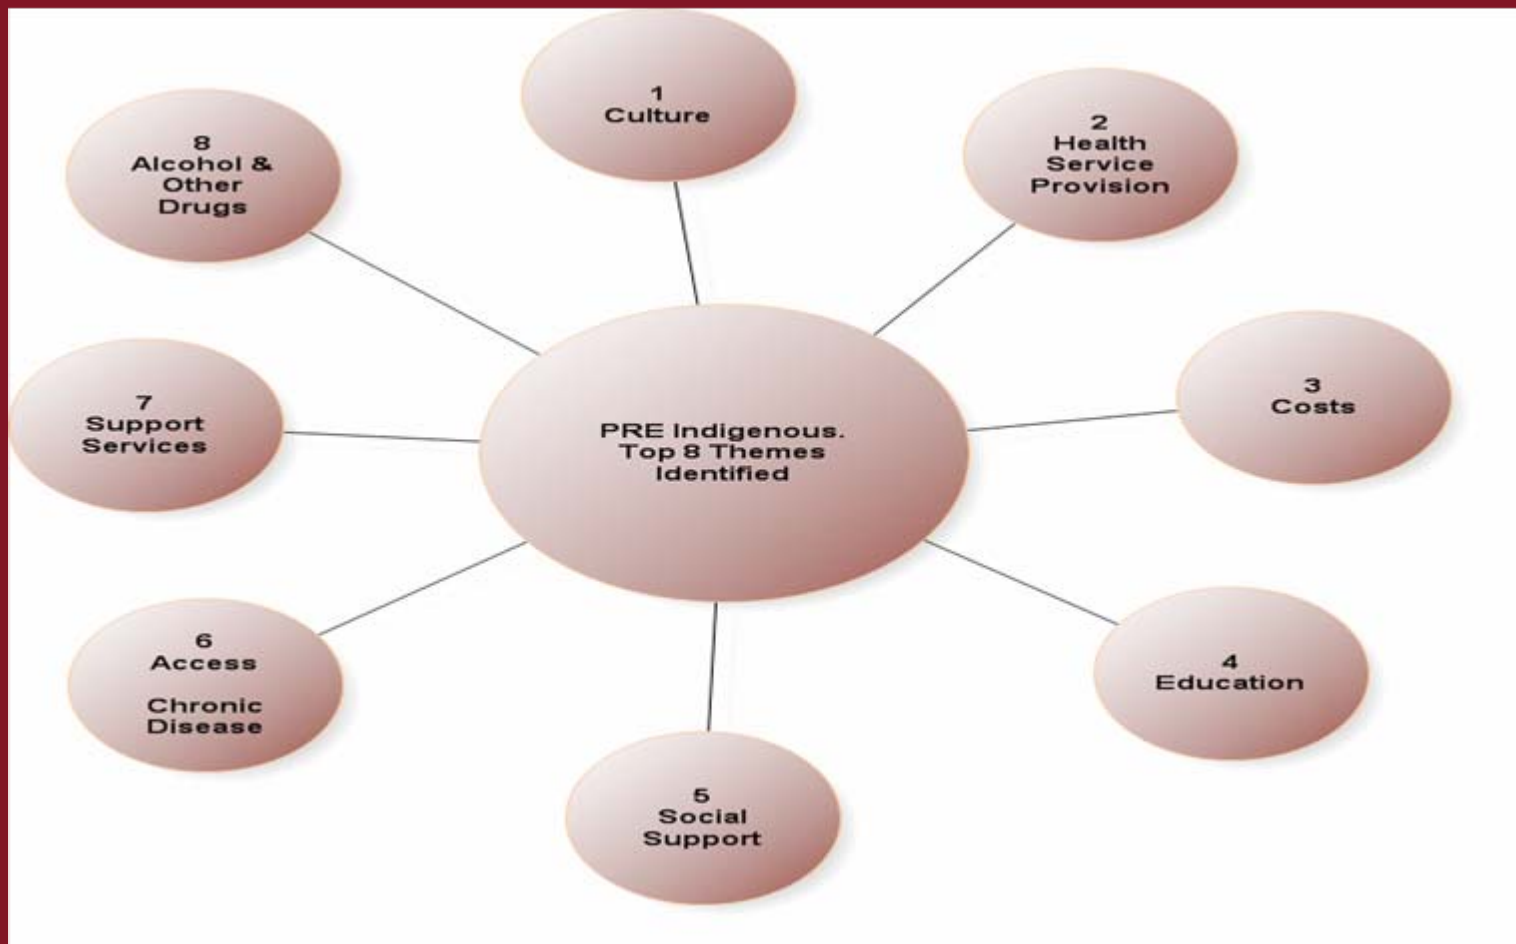 1
Culture
2
Health
Service
Provision
3
Costs
4
Education
5
Social
Support
6
Access
Chronic
Disease
7
Support
Services
8
Alcohol &
Other
Drugs
PRE Indigenous.
Top 8 Themes
Identified